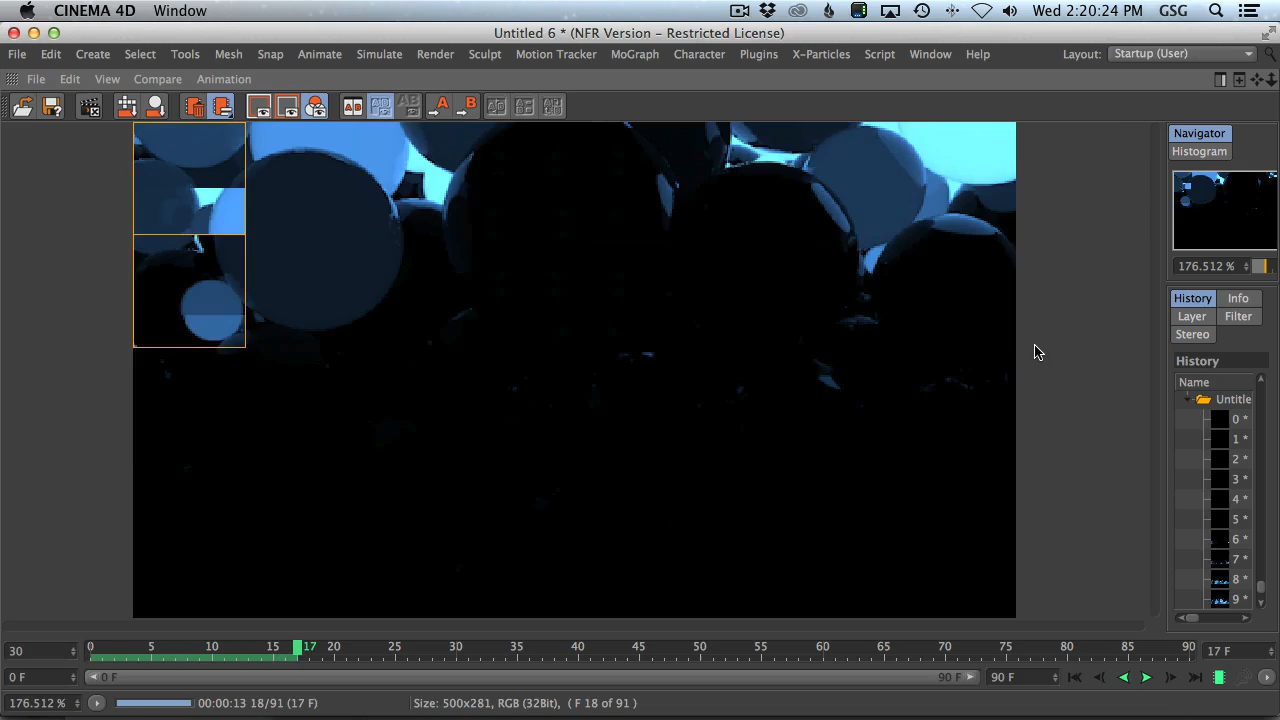 CINEMA 4D Window Wed 2:20:24 PM GSG
Untitled 6 * (NFR Version - Restricted License)
File Edit Create Select Tools Mesh Snap Animate Simulate Render Sculpt Motion Tracker MoGraph Character Plugins X-Particles Script Window Help Layout: Startup (User)
File Edit View Compare Animation
A B AB AB A B
Navigator
Histogram
176.512 %
History Info
Layer Filter
Stereo
History
Name
Untitle
0 *
1 *
2 *
3 *
4 *
5 *
6 *
7 *
8 *
9 *
30 0 5 10 15 17 20 25 30 35 40 45 50 55 60 65 70 75 80 85 90 17 F
0 F 0 F 90 F 90 F
176.512 % 00:00:13 18/91 (17 F) Size: 500x281, RGB (32Bit), ( F 18 of 91 )